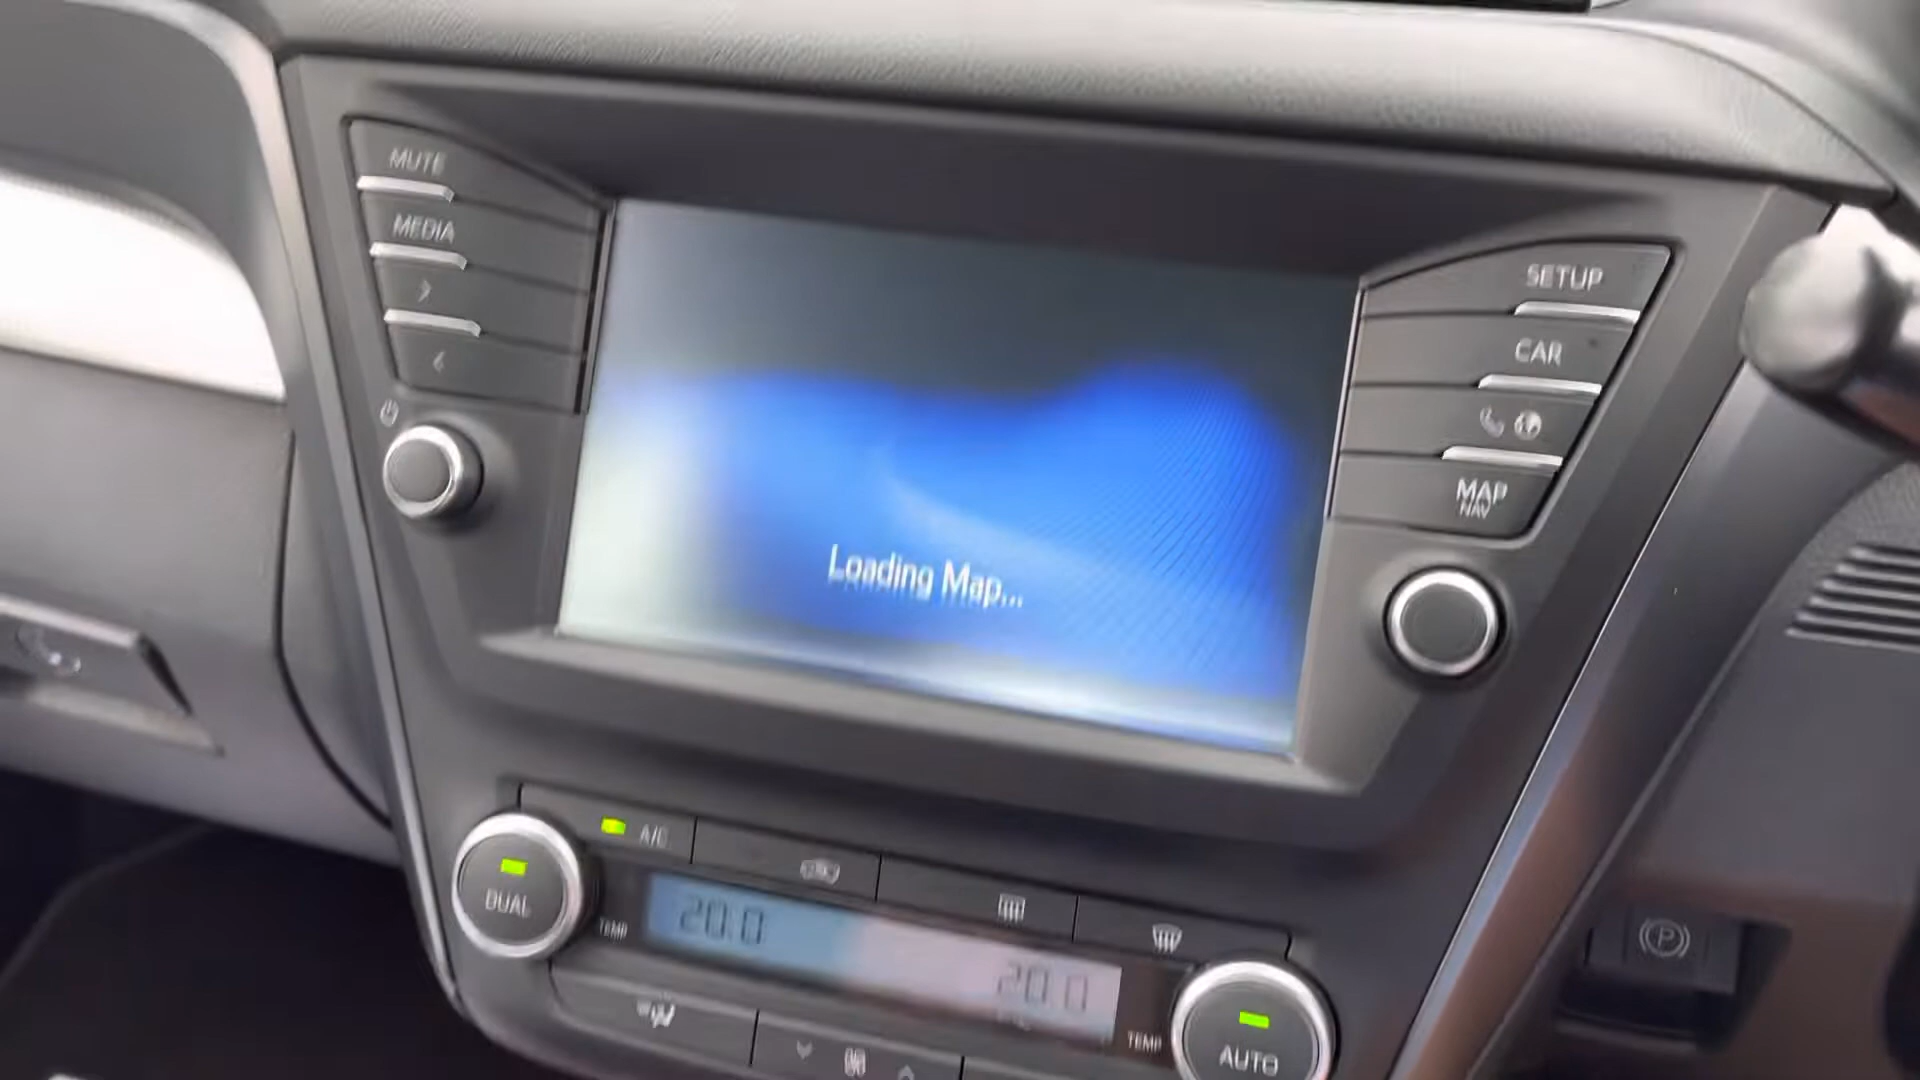 MUTE
MEDIA
SETUP
CAR
MAP
NAV
Loading Map...
A/C
DUAL
TEMP
20.0
20.0
TEMP
AUTO
P